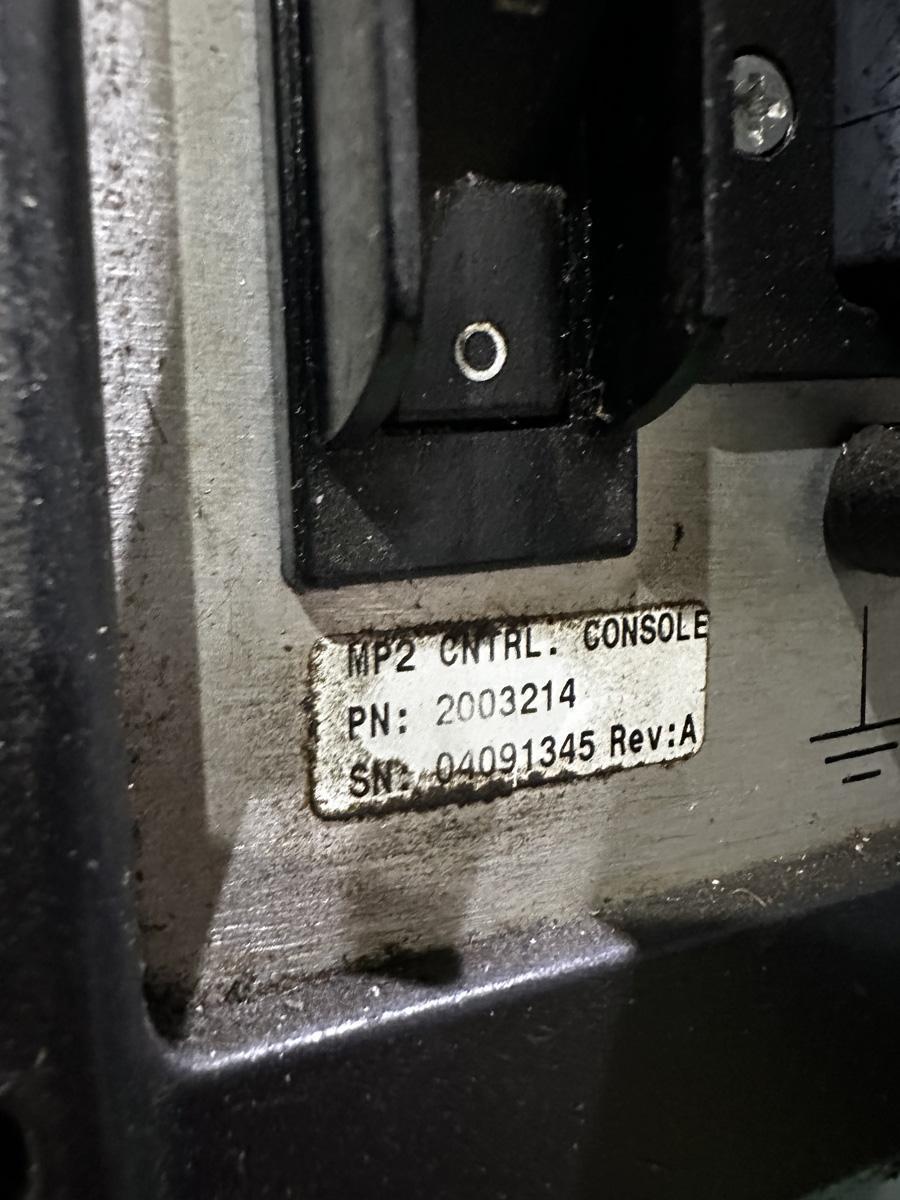 MP2 CNTRL. CONSOLE
PN: 2003214
SN: 04091345 Rev:A